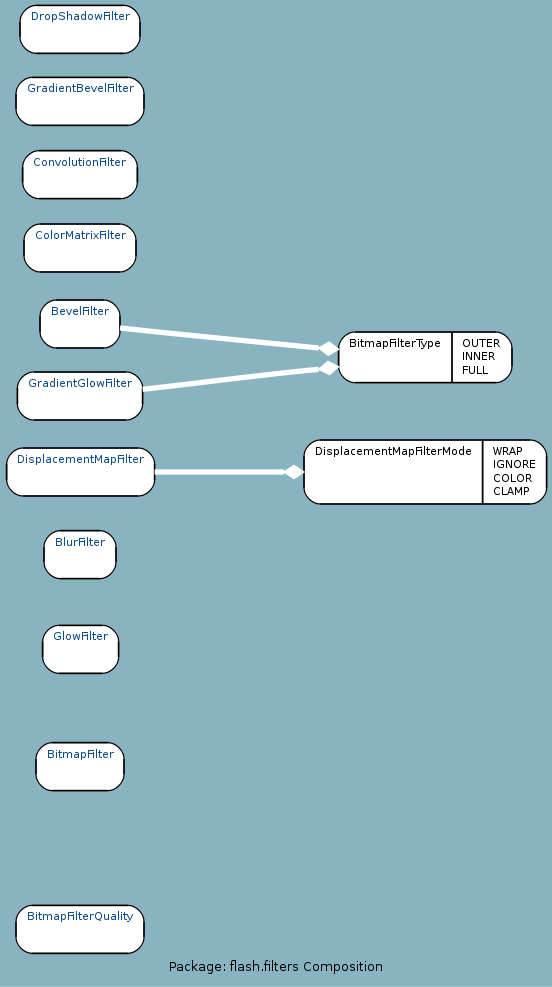 DropShadowFilter
GradientBevelFilter
ConvolutionFilter
ColorMatrixFilter
BevelFilter
BitmapFilterType
OUTER
INNER
FULL
GradientGlowFilter
DisplacementMapFilter
DisplacementMapFilterMode
WRAP
IGNORE
COLOR
CLAMP
BlurFilter
GlowFilter
BitmapFilter
BitmapFilterQuality
Package: flash.filters Composition